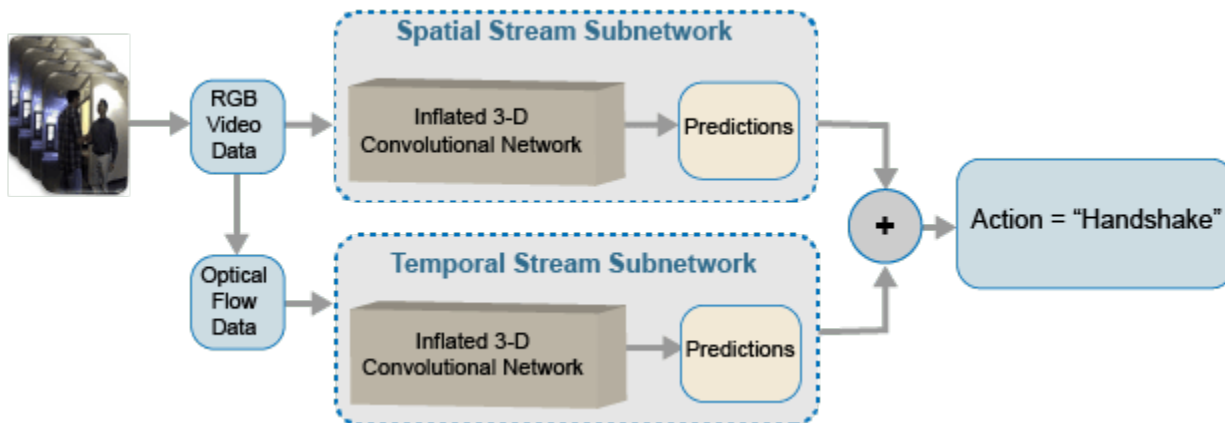 Spatial Stream Subnetwork
RGB
Video
Data
Inflated 3-D
Convolutional Network
Predictions
+
Action = “Handshake”
Temporal Stream Subnetwork
Optical
Flow
Data
Inflated 3-D
Convolutional Network
Predictions